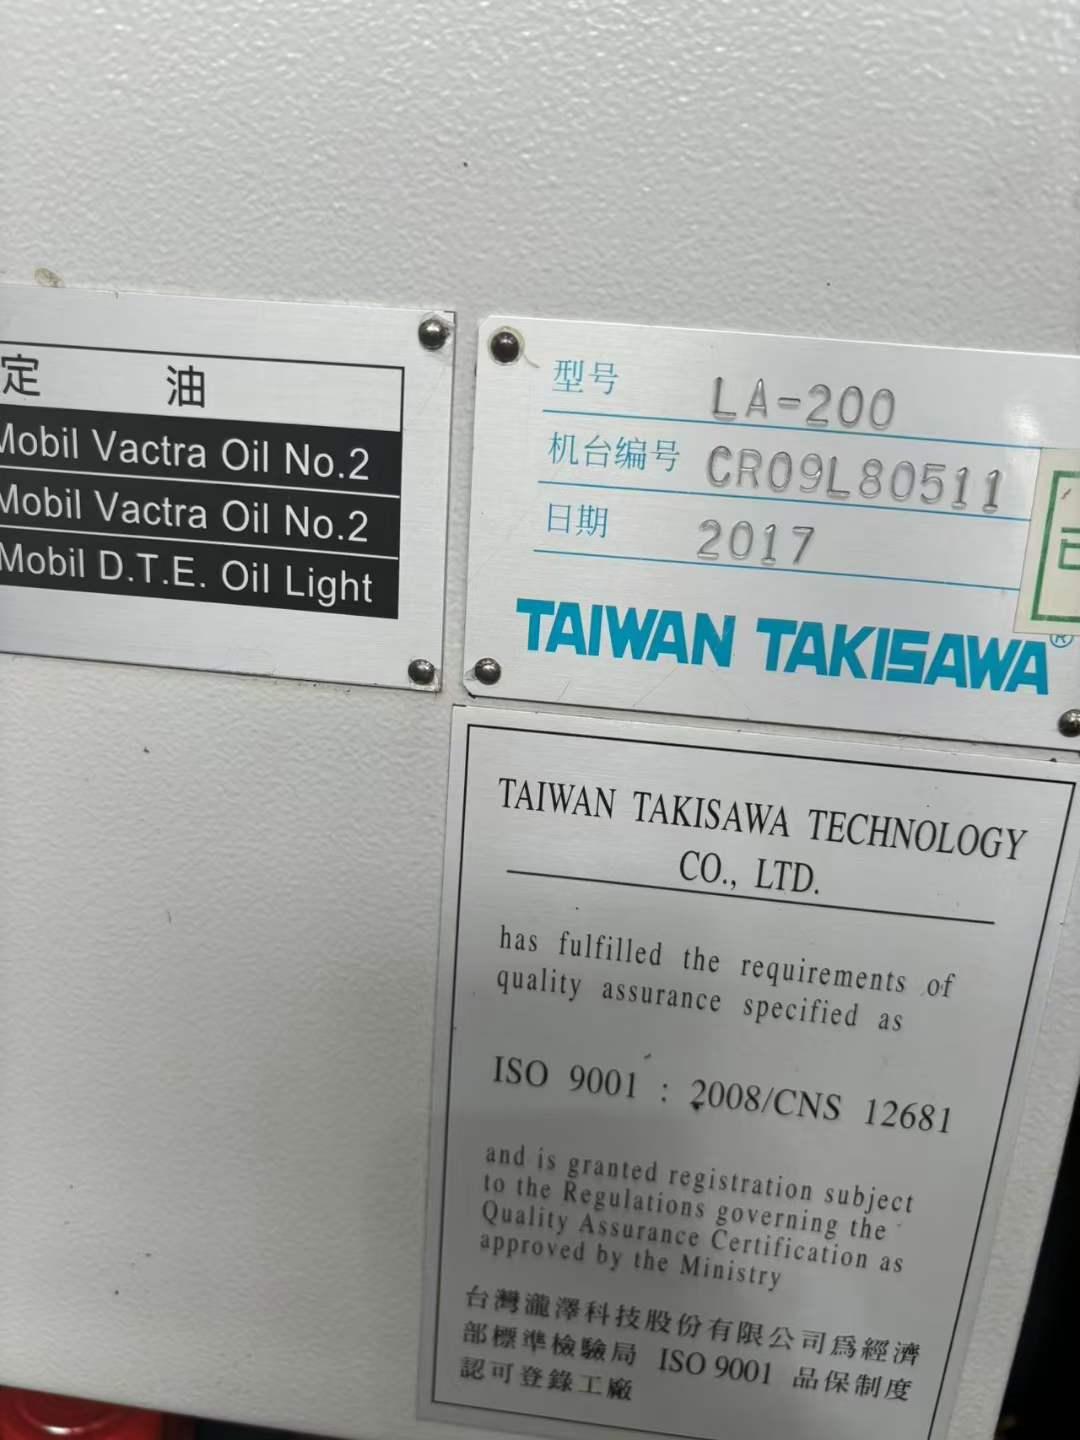 定 油
Mobil Vactra Oil No.2
Mobil Vactra Oil No.2
Mobil D.T.E. Oil Light
型号 LA-200
机台编号 CR09L80511
日期 2017
TAIWAN TAKISAWA®
TAIWAN TAKISAWA TECHNOLOGY
CO., LTD.
has fulfilled the requirements of
quality assurance specified as
ISO 9001 : 2008/CNS 12681
and is granted registration subject
to the Regulations governing the
Quality Assurance Certification as
approved by the Ministry
台灣瀧澤科技股份有限公司爲經濟
部標準檢驗局 ISO 9001 品保制度
認可登錄工廠